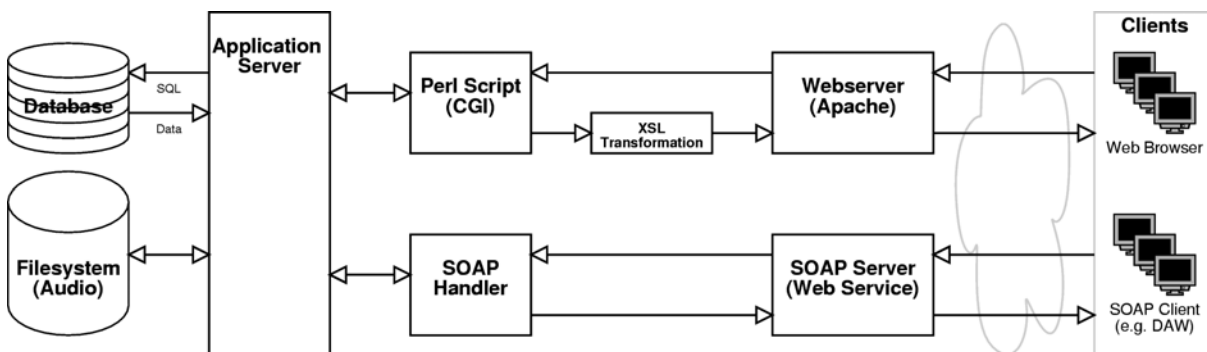 Database
SQL
Data
Filesystem
(Audio)
Application
Server
Perl Script
(CGI)
XSL
Transformation
Webserver
(Apache)
SOAP
Handler
SOAP Server
(Web Service)
Clients
Web Browser
SOAP Client
(e.g. DAW)